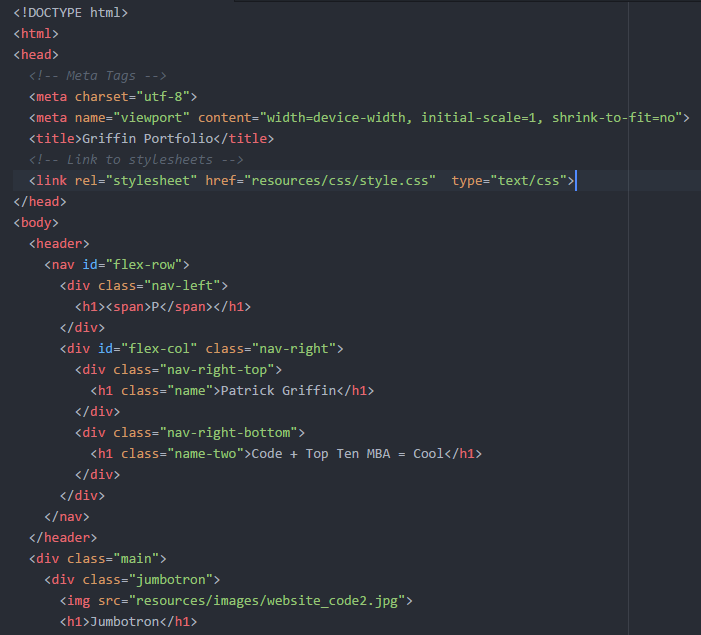 <!DOCTYPE html>
<html>
<head>
  <!-- Meta Tags -->
  <meta charset="utf-8">
  <meta name="viewport" content="width=device-width, initial-scale=1, shrink-to-fit=no">
  <title>Griffin Portfolio</title>
  <!-- Link to stylesheets -->
  <link rel="stylesheet" href="resources/css/style.css"  type="text/css">
</head>
<body>
  <header>
    <nav id="flex-row">
      <div class="nav-left">
        <h1><span>P</span></h1>
      </div>
      <div id="flex-col" class="nav-right">
        <div class="nav-right-top">
          <h1 class="name">Patrick Griffin</h1>
        </div>
        <div class="nav-right-bottom">
          <h1 class="name-two">Code + Top Ten MBA = Cool</h1>
        </div>
      </div>
    </nav>
  </header>
  <div class="main">
    <div class="jumbotron">
      <img src="resources/images/website_code2.jpg">
      <h1>Jumbotron</h1>